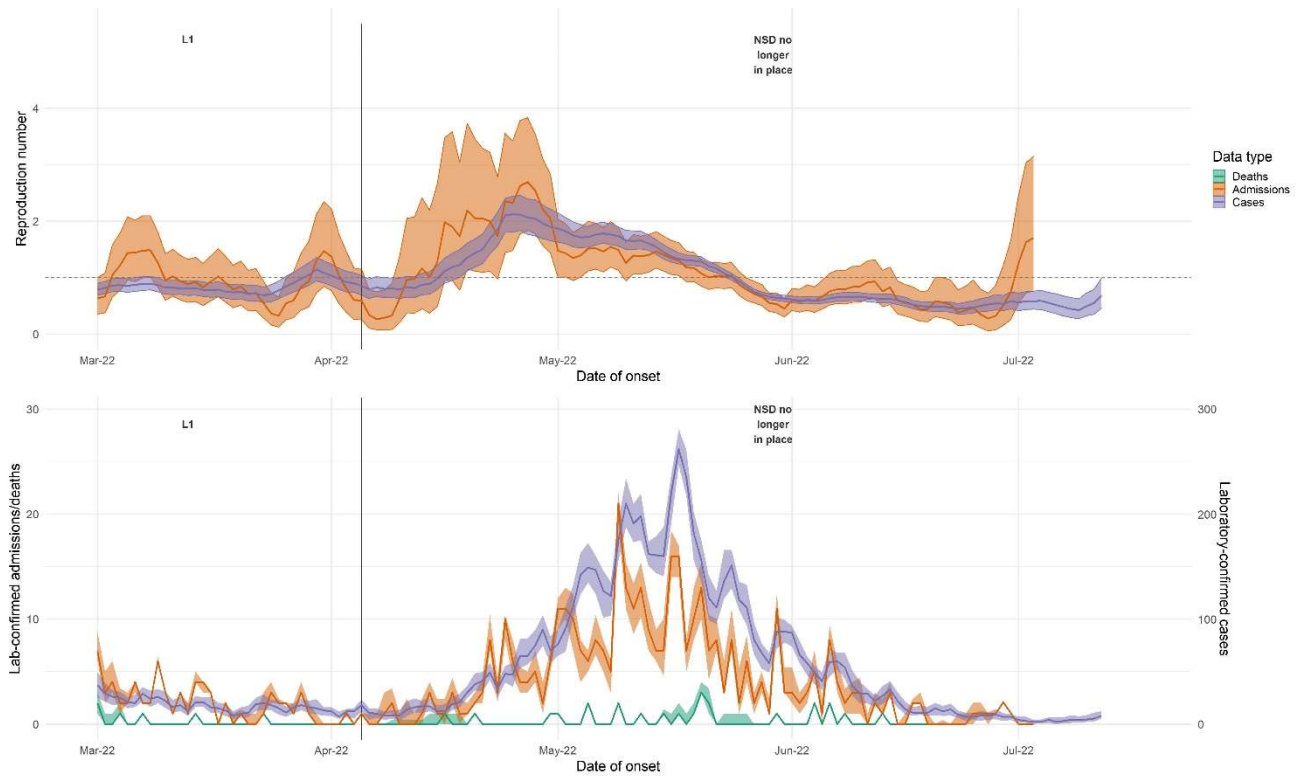 L1
NSD no
longer
in place
4
2
1
0
Reproduction number
Mar-22
Apr-22
May-22
Jun-22
Jul-22
Date of onset
Data type
Deaths
Admissions
Cases
30
20
10
0
Lab-confirmed admissions/deaths
L1
NSD no
longer
in place
300
200
100
0
Laboratory-confirmed cases
Mar-22
Apr-22
May-22
Jun-22
Jul-22
Date of onset